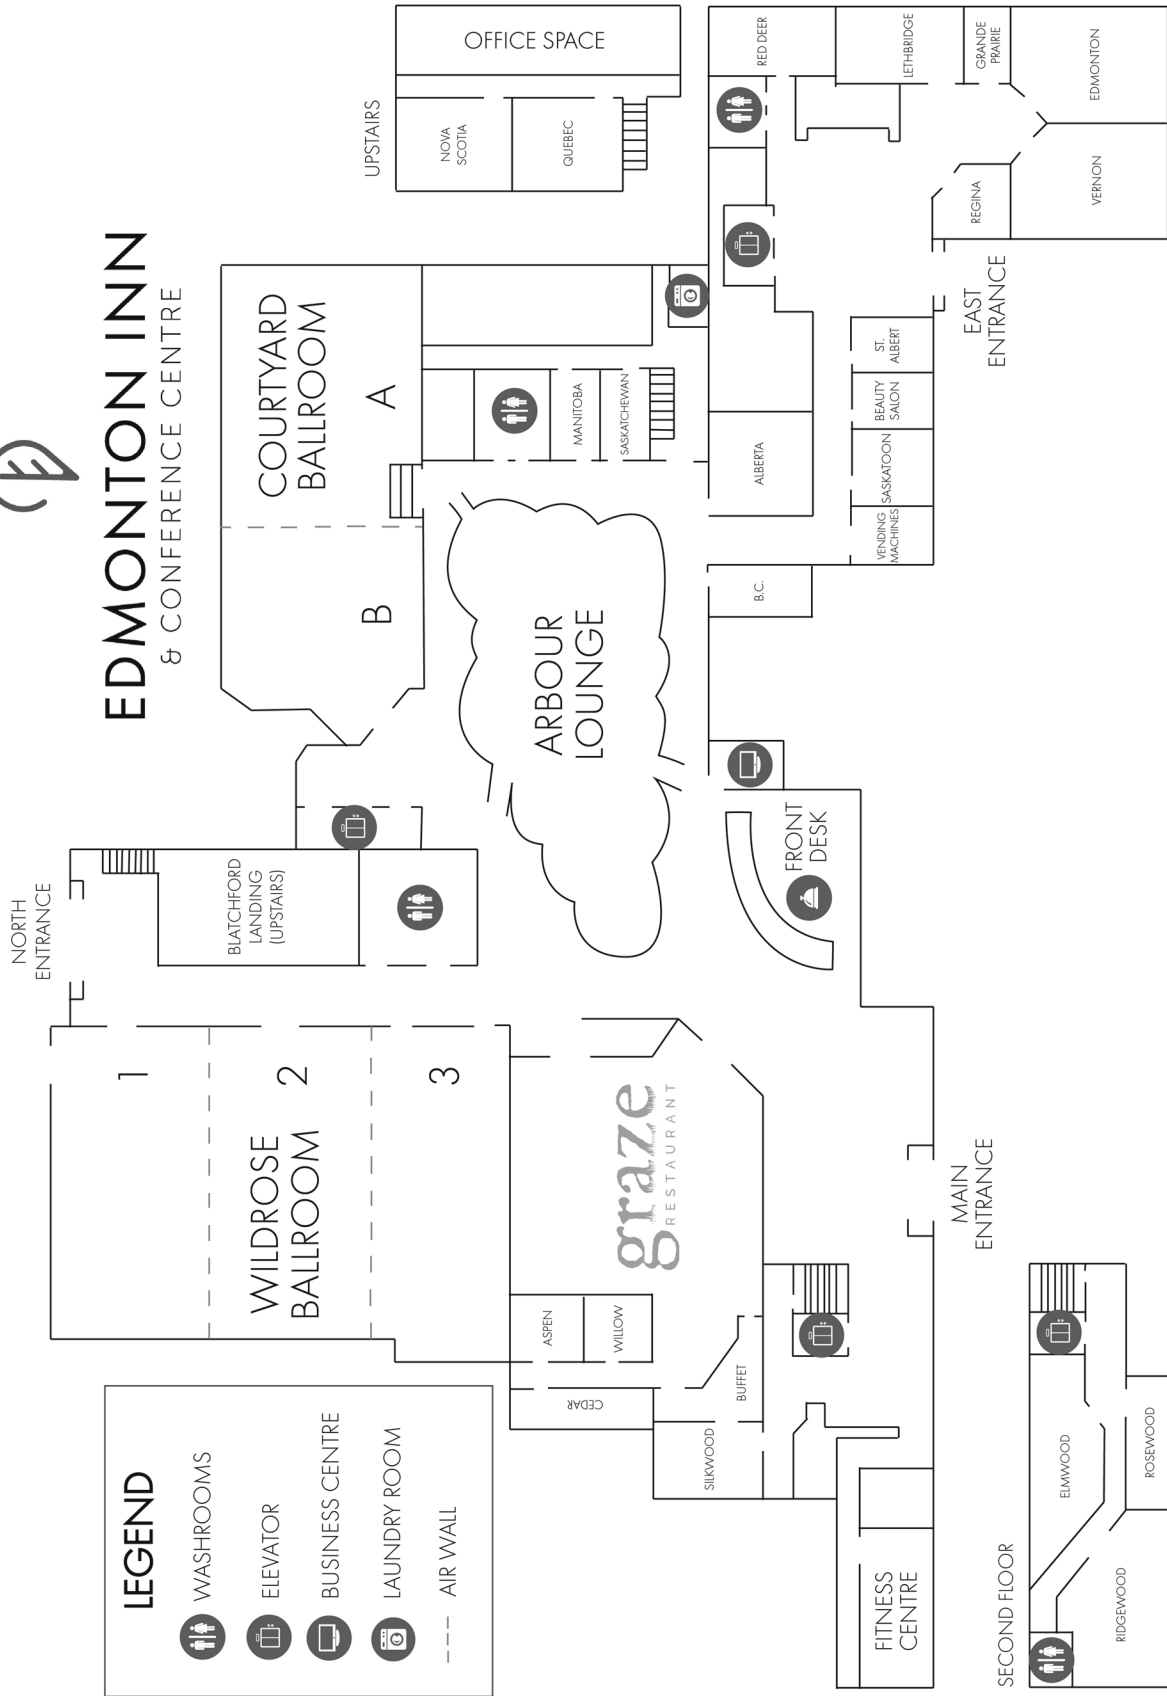 EDMONTON INN
& CONFERENCE CENTRE
LEGEND
WASHROOMS
ELEVATOR
BUSINESS CENTRE
LAUNDRY ROOM
AIR WALL
NORTH
ENTRANCE
WILDROSE
BALLROOM
1
2
3
BLATCHFORD
LANDING
(UPSTAIRS)
COURTYARD
BALLROOM
A
B
UPSTAIRS
OFFICE SPACE
NOVA
SCOTIA
QUEBEC
ARBOUR
LOUNGE
MANITOBA
SASKATCHEWAN
graze
RESTAURANT
ASPEN
WILLOW
CEDAR
BUFFET
SILKWOOD
FRONT
DESK
B.C.
ALBERTA
VENDING
MACHINES
SASKATOON
BEAUTY
SALON
ST.
ALBERT
RED DEER
LETHBRIDGE
GRANDE
PRAIRIE
EDMONTON
VERNON
REGINA
EAST
ENTRANCE
MAIN
ENTRANCE
FITNESS
CENTRE
SECOND FLOOR
ELMWOOD
ROSEWOOD
RIDGEWOOD